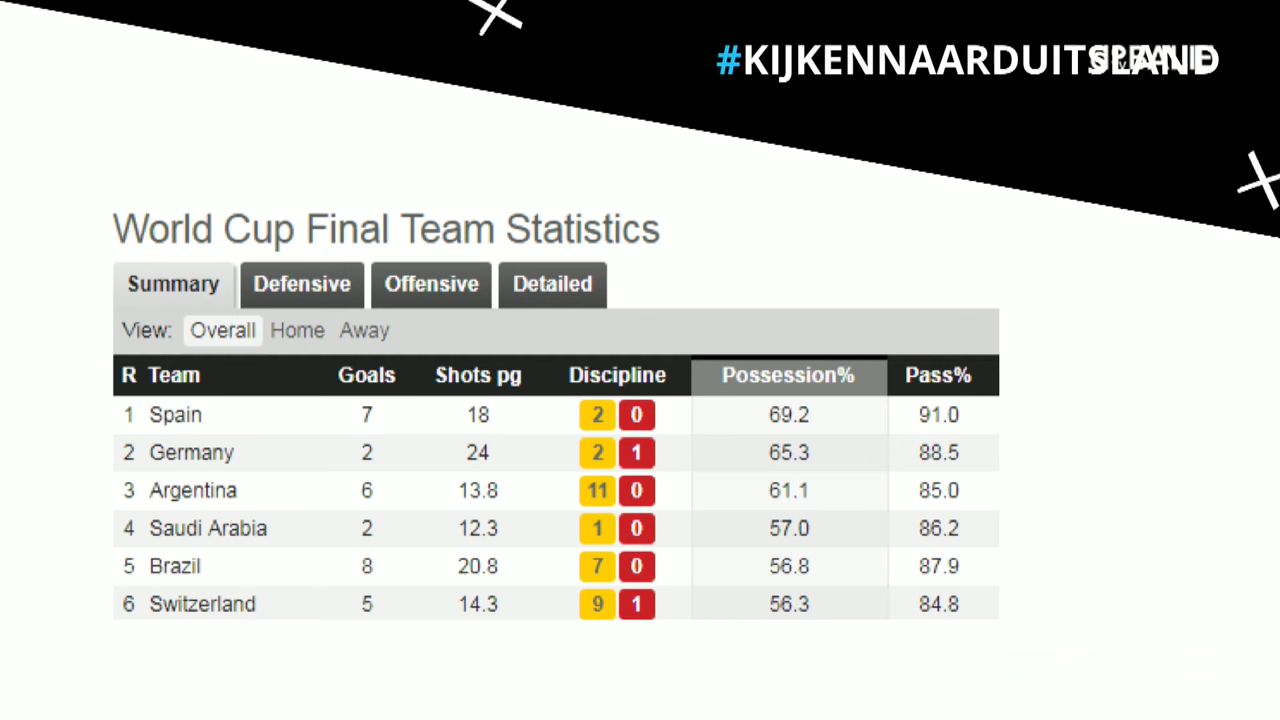 #KIJKENNAARDUITSLAND
World Cup Final Team Statistics
Summary Defensive Offensive Detailed
View: Overall Home Away
R Team Goals Shots pg Discipline Possession% Pass%
1 Spain 7 18 2 0 69.2 91.0
2 Germany 2 24 2 1 65.3 88.5
3 Argentina 6 13.8 11 0 61.1 85.0
4 Saudi Arabia 2 12.3 1 0 57.0 86.2
5 Brazil 8 20.8 7 0 56.8 87.9
6 Switzerland 5 14.3 9 1 56.3 84.8